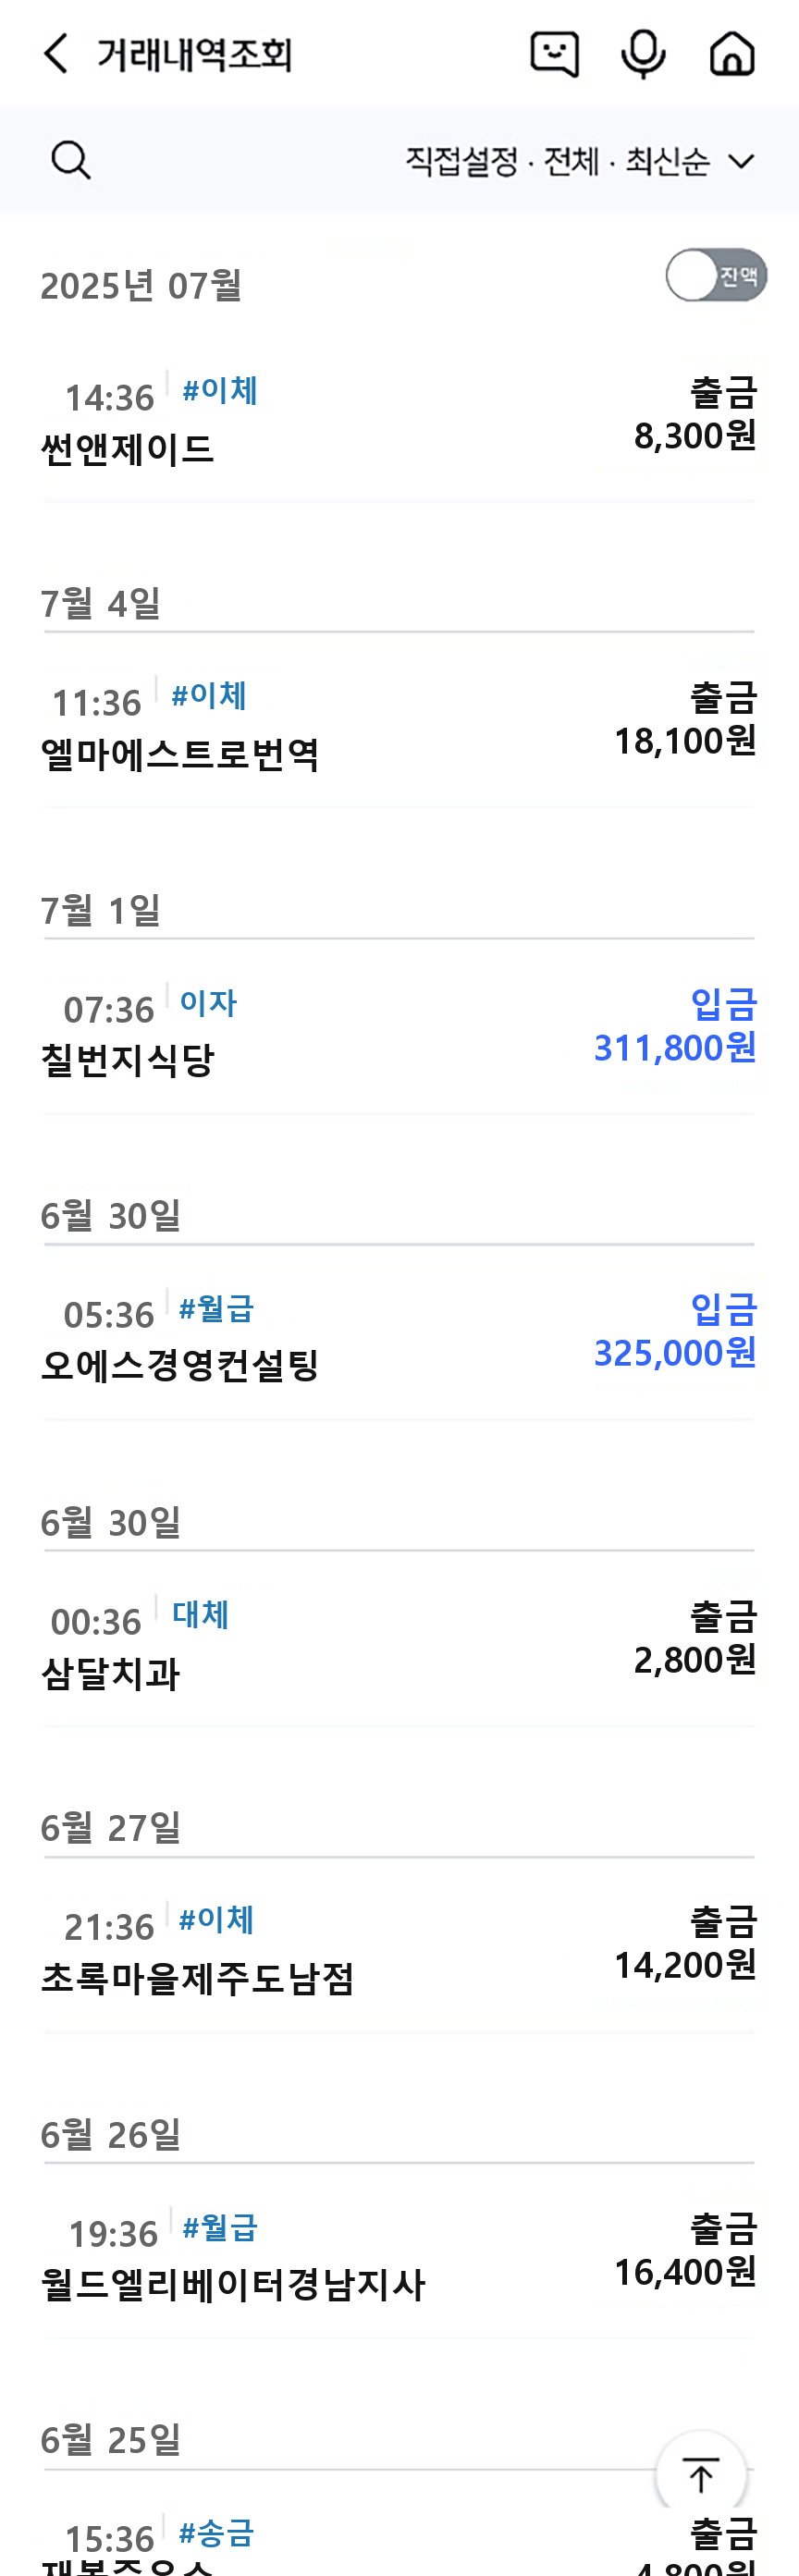 거래내역조회
직접설정 · 전체 · 최신순
2025년 07월
잔액
14:36 #이체
출금
썬앤제이드
8,300원
7월 4일
11:36 #이체
출금
엘마에스트로번역
18,100원
7월 1일
07:36 이자
입금
칠번지식당
311,800원
6월 30일
05:36 #월급
입금
오에스경영컨설팅
325,000원
6월 30일
00:36 대체
출금
삼달치과
2,800원
6월 27일
21:36 #이체
출금
초록마을제주도남점
14,200원
6월 26일
19:36 #월급
출금
월드엘리베이터경남지사
16,400원
6월 25일
15:36 #송금
출금
4,800원